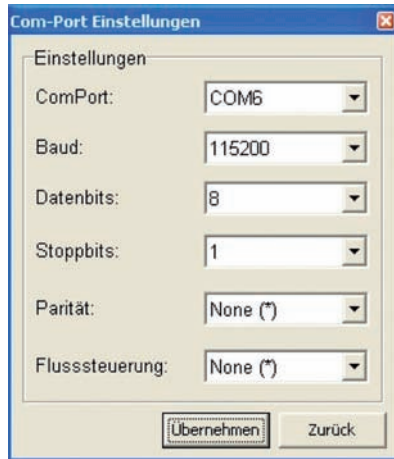 Com-Port Einstellungen
Einstellungen
ComPort: COM6
Baud: 115200
Datenbits: 8
Stoppbits: 1
Parität: None (*)
Flusssteuerung: None (*)
Übernehmen Zurück